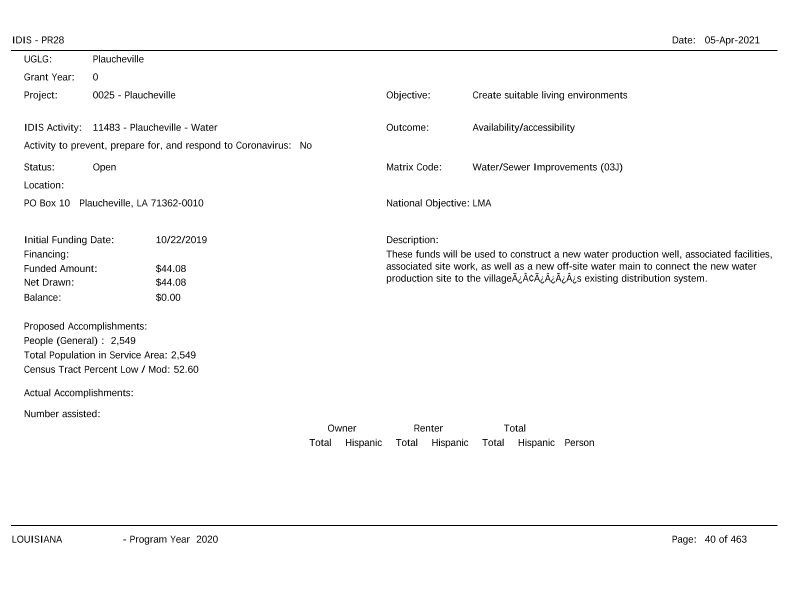 IDIS - PR28 Date: 05-Apr-2021
UGLG: Plaucheville
Grant Year: 0
Project: 0025 - Plaucheville Objective: Create suitable living environments
IDIS Activity: 11483 - Plaucheville - Water Outcome: Availability/accessibility
Activity to prevent, prepare for, and respond to Coronavirus: No
Status: Open Matrix Code: Water/Sewer Improvements (03J)
Location:
PO Box 10 Plaucheville, LA 71362-0010 National Objective: LMA
Initial Funding Date: 10/22/2019 Description:
Financing: These funds will be used to construct a new water production well, associated facilities,
Funded Amount: $44.08 associated site work, as well as a new off-site water main to connect the new water
Net Drawn: $44.08 production site to the villageÃ¿Â¢Ã¿Â¿Ã¿Â¿s existing distribution system.
Balance: $0.00
Proposed Accomplishments:
People (General) : 2,549
Total Population in Service Area: 2,549
Census Tract Percent Low / Mod: 52.60
Actual Accomplishments:
Number assisted:
Owner Renter Total
Total Hispanic Total Hispanic Total Hispanic Person
LOUISIANA - Program Year 2020 Page: 40 of 463